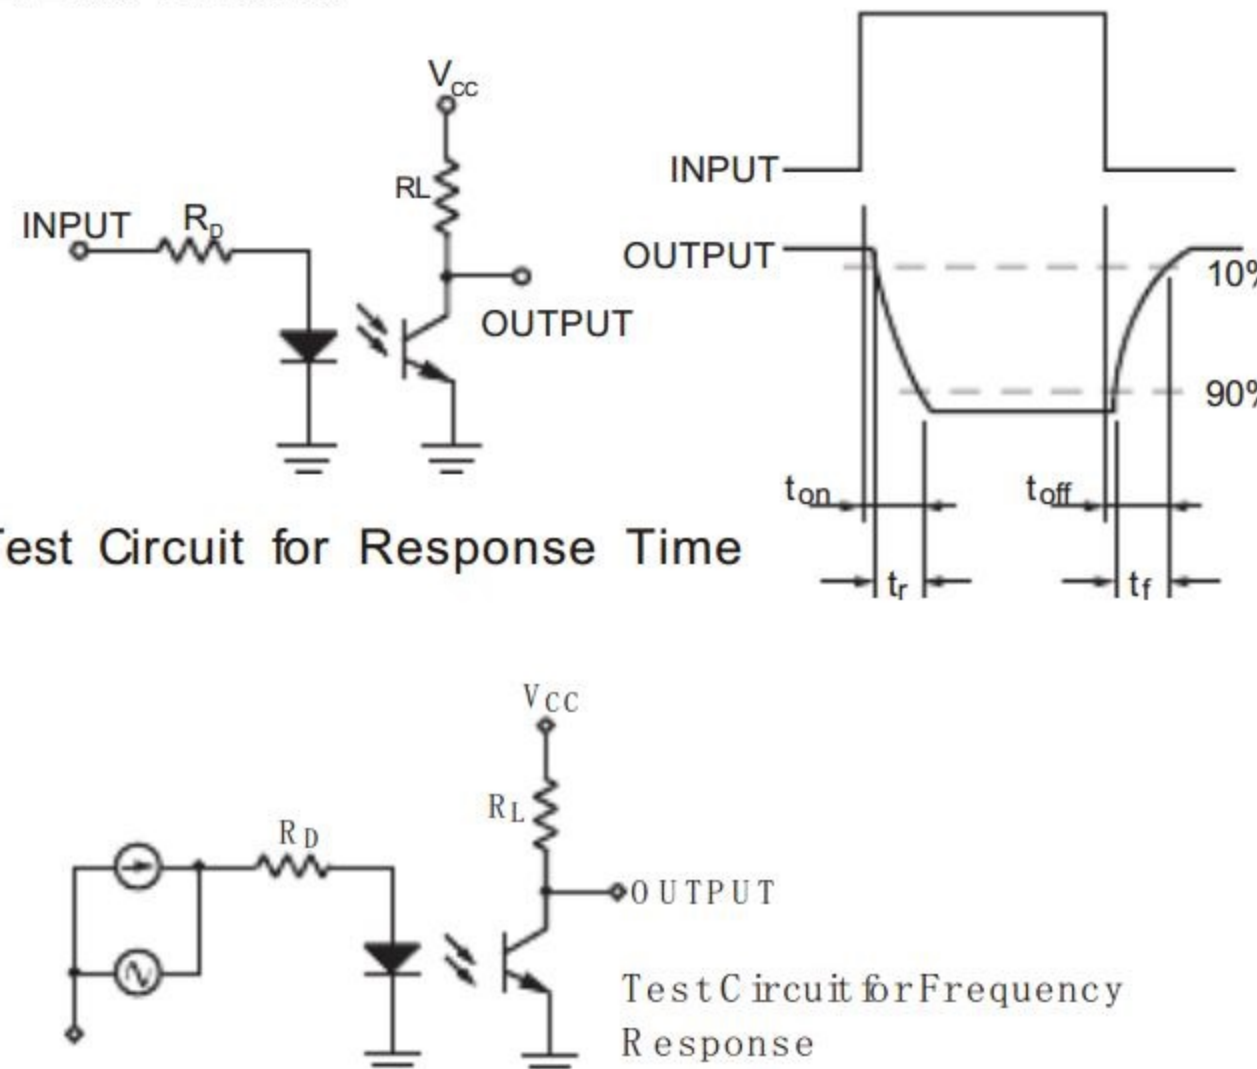 VCC
RL
INPUT RD
OUTPUT
INPUT
OUTPUT
10%
90%
ton toff
tr tf
Test Circuit for Response Time
VCC
RL
RD
OUTPUT
Test Circuit for Frequency
Response